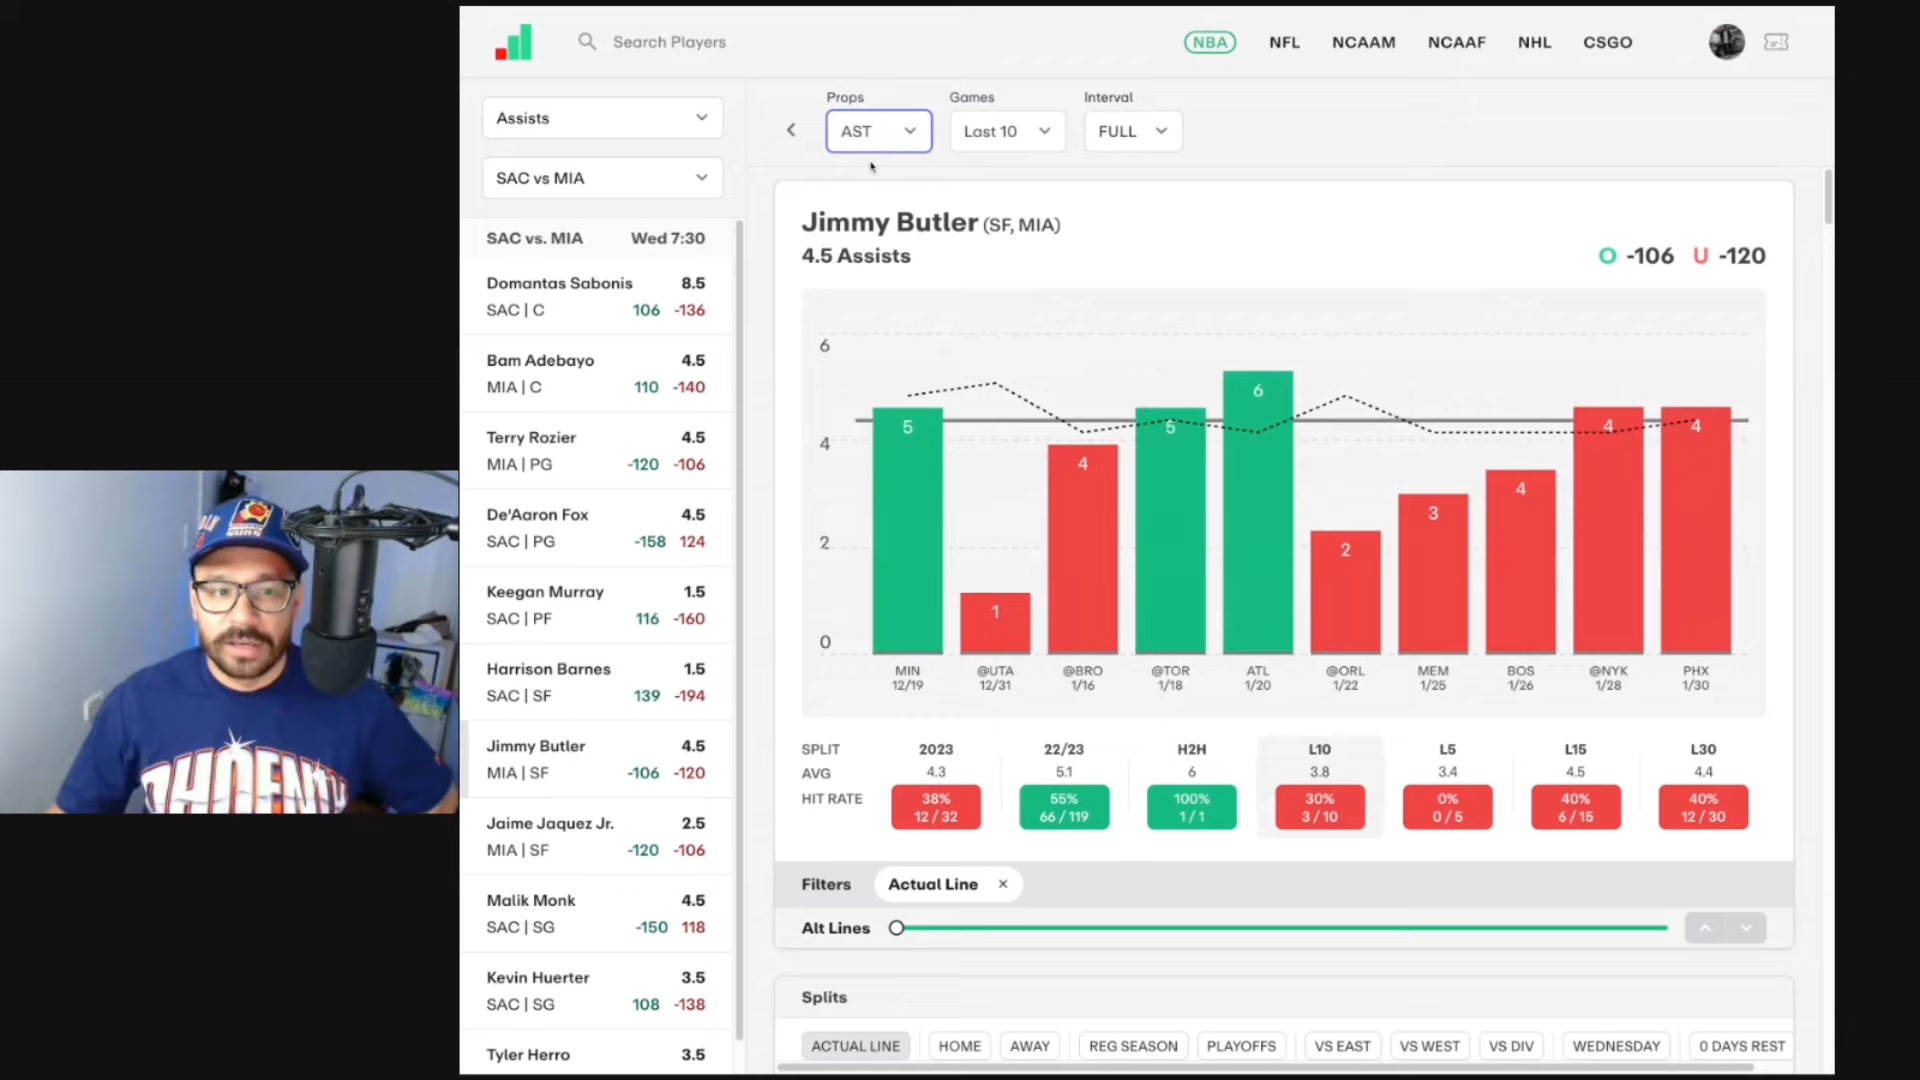 Search Players
NBA
NFL
NCAAM
NCAAF
NHL
CSGO
Assists
SAC vs MIA
SAC vs. MIA Wed 7:30
Domantas Sabonis 8.5
SAC | C 106 -136
Bam Adebayo 4.5
MIA | C 110 -140
Terry Rozier 4.5
MIA | PG -120 -106
De'Aaron Fox 4.5
SAC | PG -158 124
Keegan Murray 1.5
SAC | PF 116 -160
Harrison Barnes 1.5
SAC | SF 139 -194
Jimmy Butler 4.5
MIA | SF -106 -120
Jaime Jaquez Jr. 2.5
MIA | SF -120 -106
Malik Monk 4.5
SAC | SG -150 118
Kevin Huerter 3.5
SAC | SG 108 -138
Tyler Herro 3.5
Props Games Interval
AST Last 10 FULL
Jimmy Butler (SF, MIA)
4.5 Assists O -106 U -120
6
4
2
0
5 1 4 5 6 2 3 4 4 4
MIN @UTA @BRO @TOR ATL @ORL MEM BOS @NYK PHX
12/19 12/31 1/16 1/18 1/20 1/22 1/25 1/26 1/28 1/30
SPLIT 2023 22/23 H2H L10 L5 L15 L30
AVG 4.3 5.1 6 3.8 3.4 4.5 4.4
HIT RATE 38% 55% 100% 30% 0% 40% 40%
12 / 32 66 / 119 1 / 1 3 / 10 0 / 5 6 / 15 12 / 30
Filters Actual Line ×
Alt Lines
Splits
ACTUAL LINE HOME AWAY REG SEASON PLAYOFFS VS EAST VS WEST VS DIV WEDNESDAY 0 DAYS REST
PHOENIX